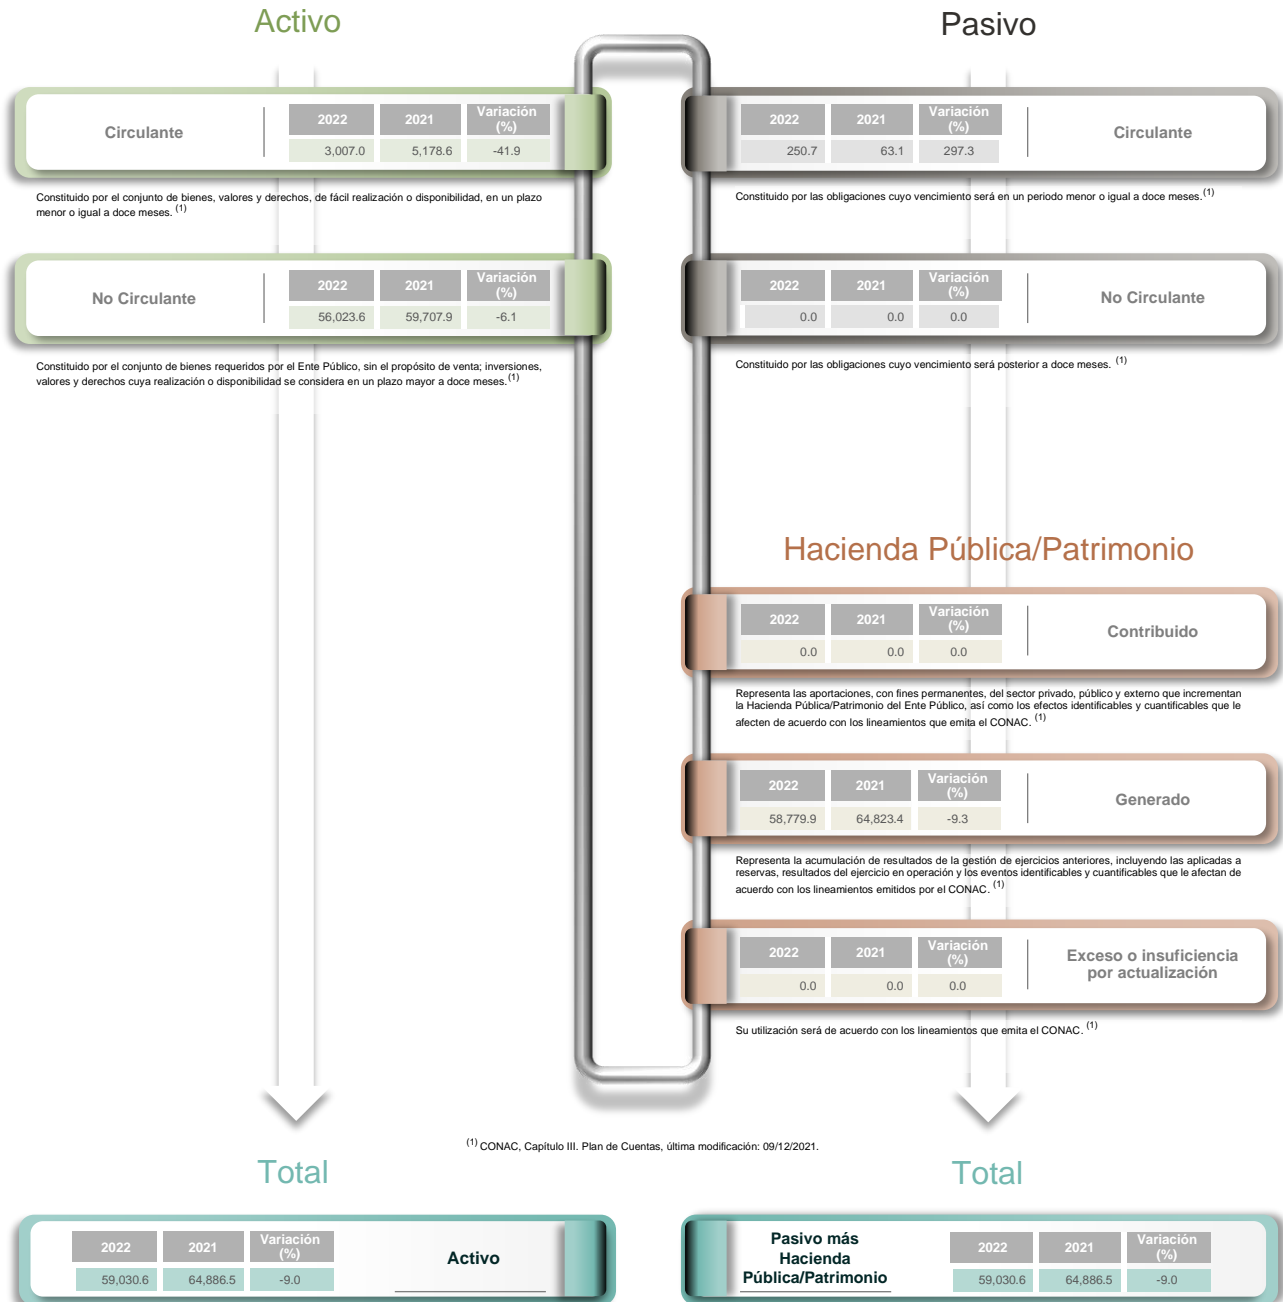 Activo
Circulante
2022 2021 Variación (%)
3,007.0 5,178.6 -41.9
Constituido por el conjunto de bienes, valores y derechos, de fácil realización o disponibilidad, en un plazo
menor o igual a doce meses. (1)
No Circulante
2022 2021 Variación (%)
56,023.6 59,707.9 -6.1
Constituido por el conjunto de bienes requeridos por el Ente Público, sin el propósito de venta; inversiones,
valores y derechos cuya realización o disponibilidad se considera en un plazo mayor a doce meses. (1)
Pasivo
2022 2021 Variación (%)
250.7 63.1 297.3
Circulante
Constituido por las obligaciones cuyo vencimiento será en un periodo menor o igual a doce meses. (1)
2022 2021 Variación (%)
0.0 0.0 0.0
No Circulante
Constituido por las obligaciones cuyo vencimiento será posterior a doce meses. (1)
Hacienda Pública/Patrimonio
2022 2021 Variación (%)
0.0 0.0 0.0
Contribuido
Representa las aportaciones, con fines permanentes, del sector privado, público y externo que incrementan
la Hacienda Pública/Patrimonio del Ente Público, así como los efectos identificables y cuantificables que le
afecten de acuerdo con los lineamientos que emita el CONAC. (1)
2022 2021 Variación (%)
58,779.9 64,823.4 -9.3
Generado
Representa la acumulación de resultados de la gestión de ejercicios anteriores, incluyendo las aplicadas a
reservas, resultados del ejercicio en operación y los eventos identificables y cuantificables que le afectan de
acuerdo con los lineamientos emitidos por el CONAC. (1)
2022 2021 Variación (%)
0.0 0.0 0.0
Exceso o insuficiencia
por actualización
Su utilización será de acuerdo con los lineamientos que emita el CONAC. (1)
(1) CONAC, Capítulo III. Plan de Cuentas, última modificación: 09/12/2021.
Total
2022 2021 Variación (%)
59,030.6 64,886.5 -9.0
Activo
Total
Pasivo más
Hacienda
Pública/Patrimonio
2022 2021 Variación (%)
59,030.6 64,886.5 -9.0